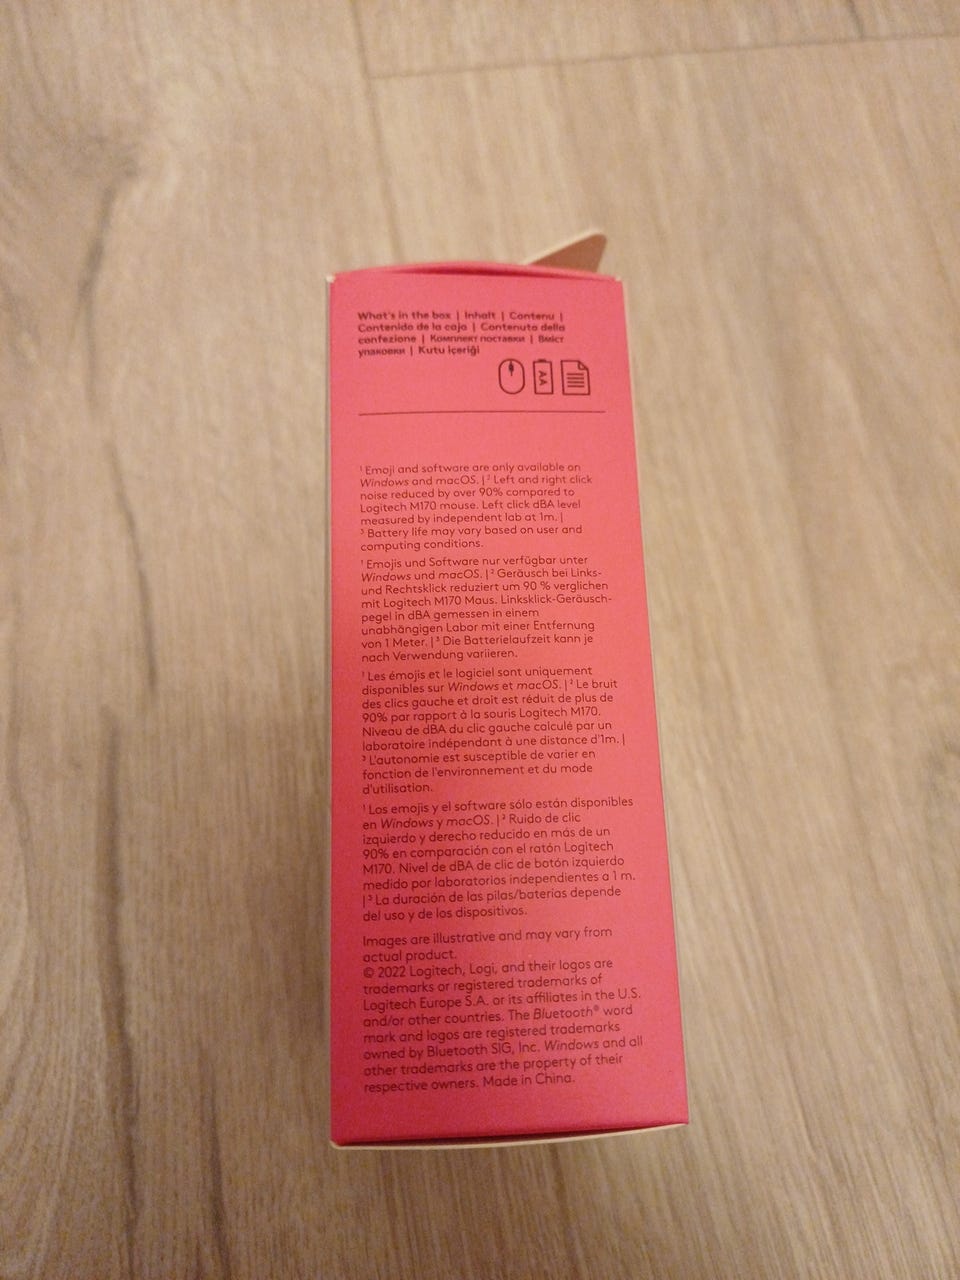 What's in the box | Inhalt | Contenu |
Contenido de la caja | Contenuto della
confezione | Комплект поставки | Вміст
упаковки | Kutu içeriği
AA
¹ Emoji and software are only available on
Windows and macOS. | ² Left and right click
noise reduced by over 90% compared to
Logitech M170 mouse. Left click dBA level
measured by independent lab at 1m. |
³ Battery life may vary based on user and
computing conditions.
¹ Emojis und Software nur verfügbar unter
Windows und macOS. | ² Geräusch bei Links-
und Rechtsklick reduziert um 90 % verglichen
mit Logitech M170 Maus. Linksklick-Geräusch-
pegel in dBA gemessen in einem
unabhängigen Labor mit einer Entfernung
von 1 Meter. | ³ Die Batterielaufzeit kann je
nach Verwendung variieren.
¹ Les émojis et le logiciel sont uniquement
disponibles sur Windows et macOS. | ² Le bruit
des clics gauche et droit est réduit de plus de
90% par rapport à la souris Logitech M170.
Niveau de dBA du clic gauche calculé par un
laboratoire indépendant à une distance d'1m. |
³ L'autonomie est susceptible de varier en
fonction de l'environnement et du mode
d'utilisation.
¹ Los emojis y el software sólo están disponibles
en Windows y macOS. | ² Ruido de clic
izquierdo y derecho reducido en más de un
90% en comparación con el ratón Logitech
M170. Nivel de dBA de clic de botón izquierdo
medido por laboratorios independientes a 1 m.
| ³ La duración de las pilas/baterías depende
del uso y de los dispositivos.
Images are illustrative and may vary from
actual product.
© 2022 Logitech, Logi, and their logos are
trademarks or registered trademarks of
Logitech Europe S.A. or its affiliates in the U.S.
and/or other countries. The Bluetooth® word
mark and logos are registered trademarks
owned by Bluetooth SIG, Inc. Windows and all
other trademarks are the property of their
respective owners. Made in China.